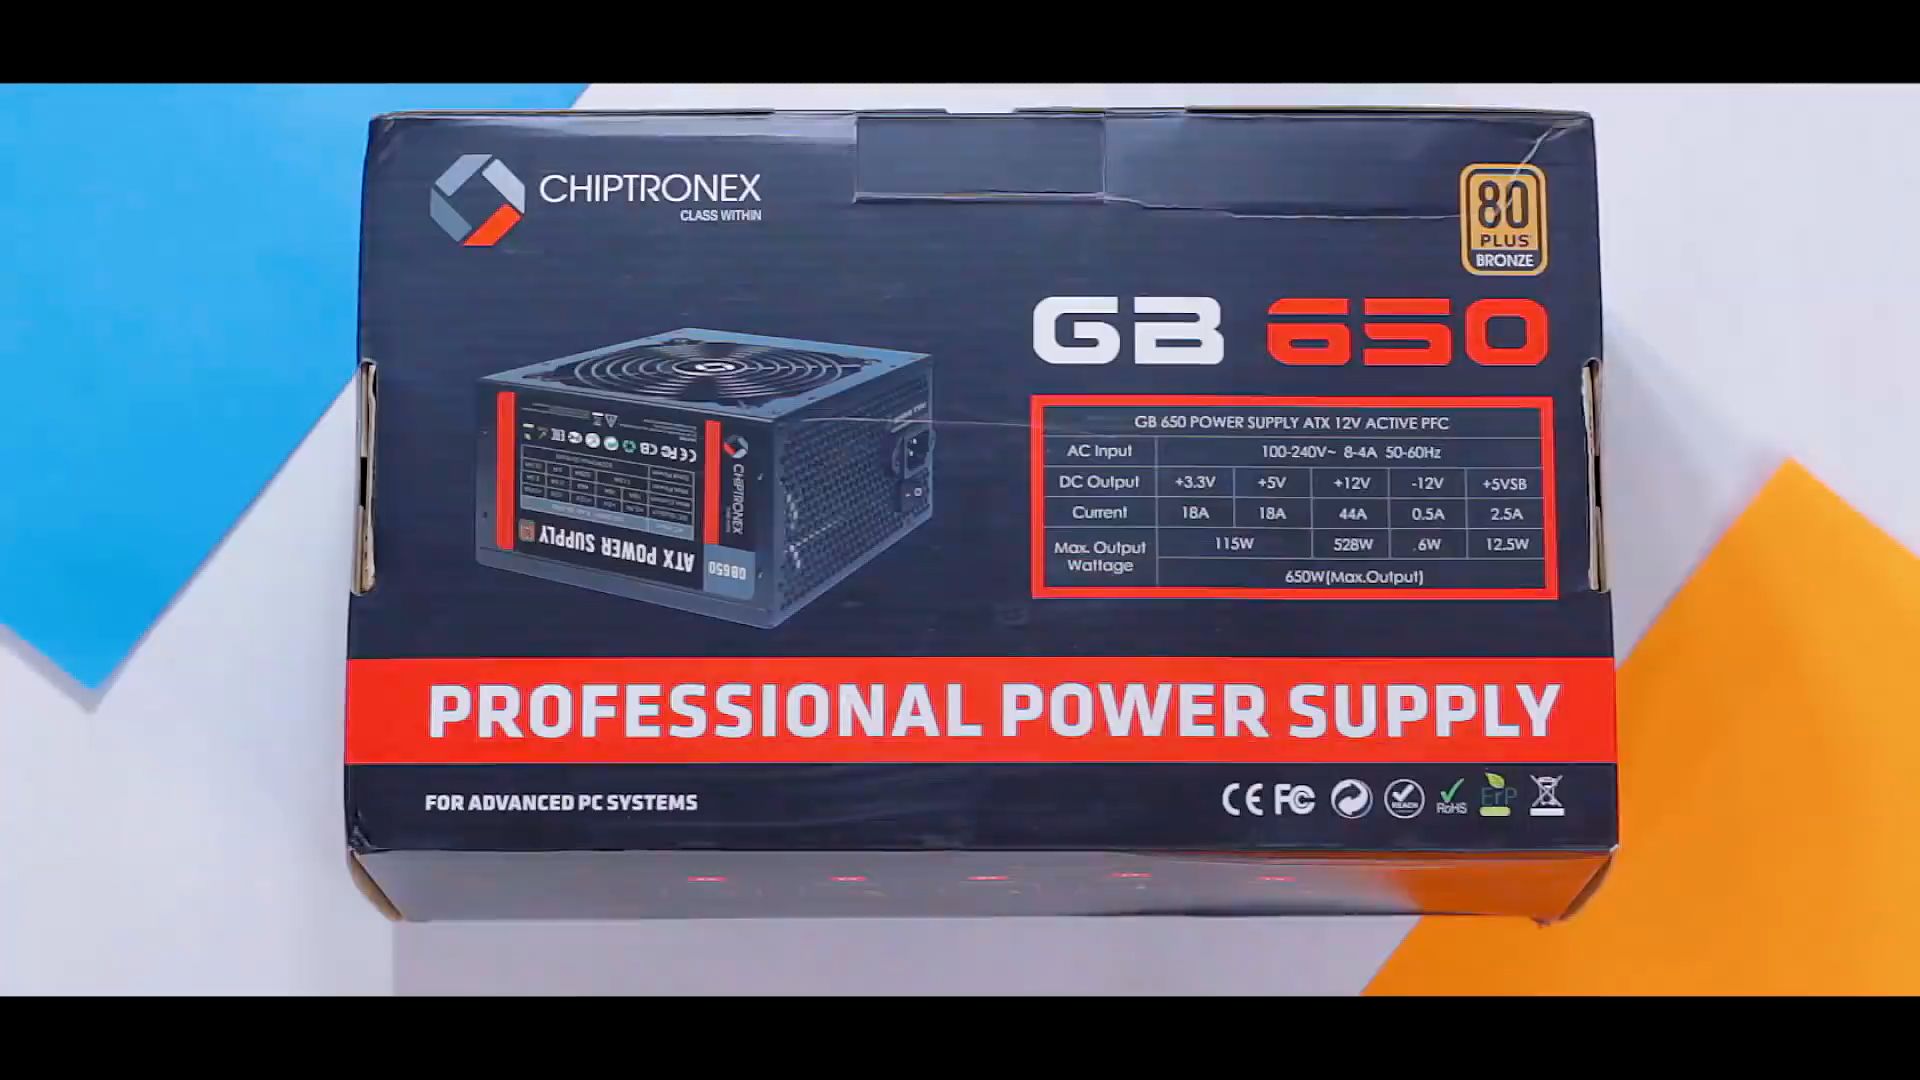 CHIPTRONEX
CLASS WITHIN
80
PLUS
BRONZE
GB 650
GB 650 POWER SUPPLY ATX 12V ACTIVE PFC
AC Input 100-240V~ 8-4A 50-60Hz
DC Output +3.3V +5V +12V -12V +5VSB
Current 18A 18A 44A 0.5A 2.5A
Max. Output Wattage 115W 528W 6W 12.5W
650W(Max.Output)
CHIPTRONEX
ATX POWER SUPPLY
GB650
PROFESSIONAL POWER SUPPLY
FOR ADVANCED PC SYSTEMS
CE FC REACH RoHS ErP